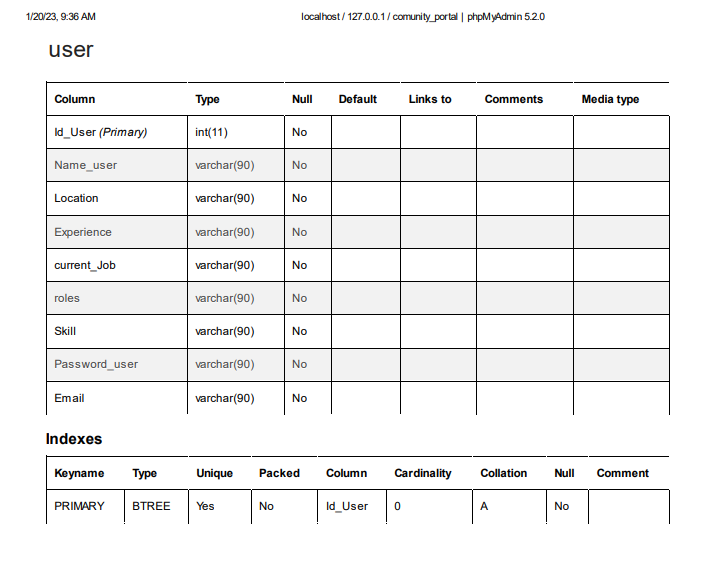 1/20/23, 9:36 AM localhost / 127.0.0.1 / comunity_portal | phpMyAdmin 5.2.0
user
Column Type Null Default Links to Comments Media type
Id_User (Primary) int(11) No
Name_user varchar(90) No
Location varchar(90) No
Experience varchar(90) No
current_Job varchar(90) No
roles varchar(90) No
Skill varchar(90) No
Password_user varchar(90) No
Email varchar(90) No
Indexes
Keyname Type Unique Packed Column Cardinality Collation Null Comment
PRIMARY BTREE Yes No Id_User 0 A No